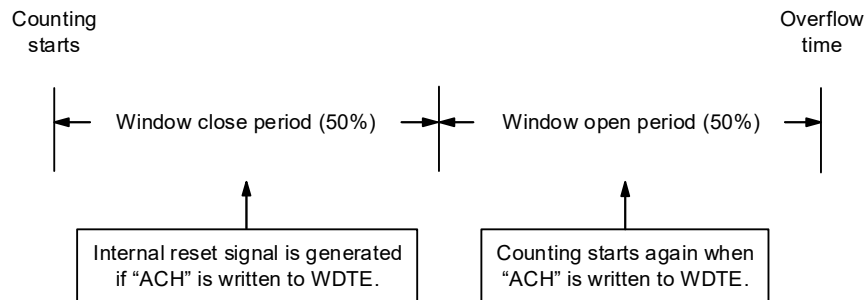 Counting
starts
Overflow
time
Window close period (50%)
Window open period (50%)
Internal reset signal is generated
if “ACH” is written to WDTE.
Counting starts again when
“ACH” is written to WDTE.